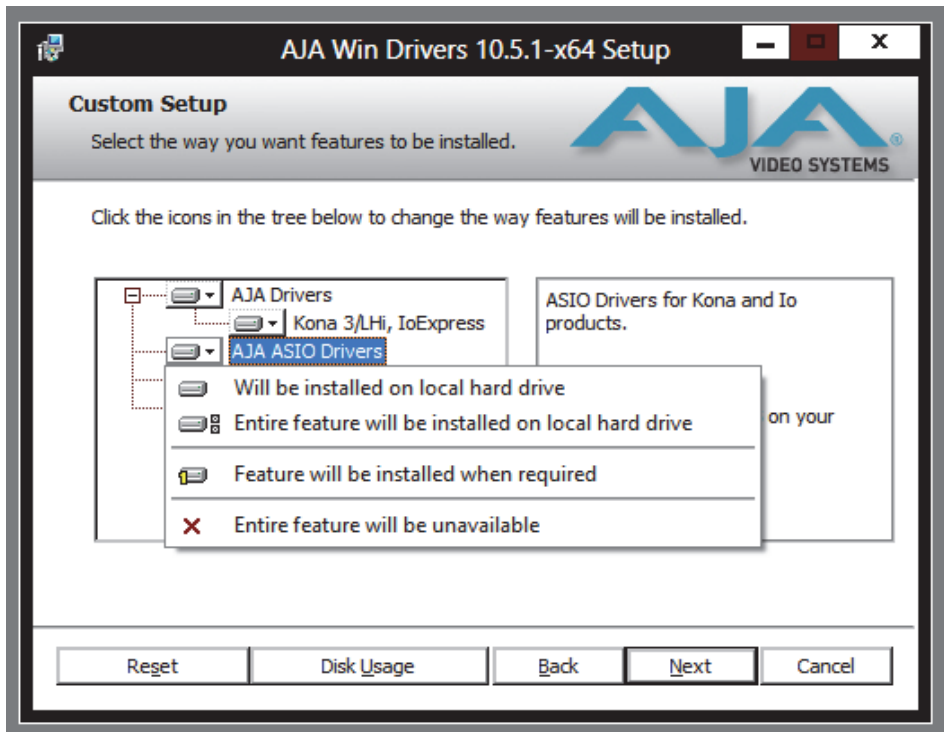 AJA Win Drivers 10.5.1-x64 Setup
Custom Setup
Select the way you want features to be installed.
AJA®
VIDEO SYSTEMS
Click the icons in the tree below to change the way features will be installed.
AJA Drivers
Kona 3/LHi, IoExpress
AJA ASIO Drivers
ASIO Drivers for Kona and Io
products.
on your
Will be installed on local hard drive
Entire feature will be installed on local hard drive
Feature will be installed when required
Entire feature will be unavailable
Reset
Disk Usage
Back
Next
Cancel